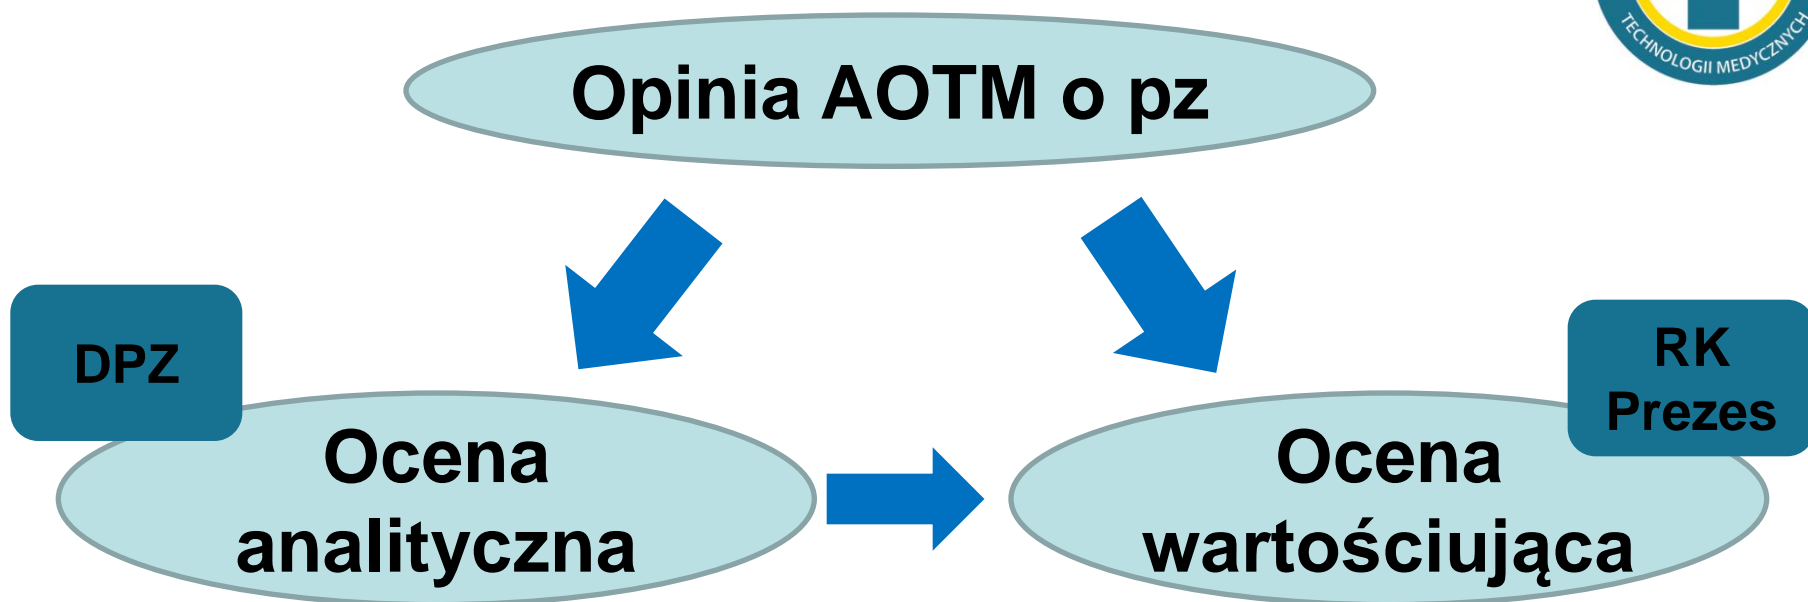 TECHNOLOGII MEDYCZNYCH
Opinia AOTM o pz
DPZ
RK
Prezes
Ocena
analityczna
Ocena
wartościująca